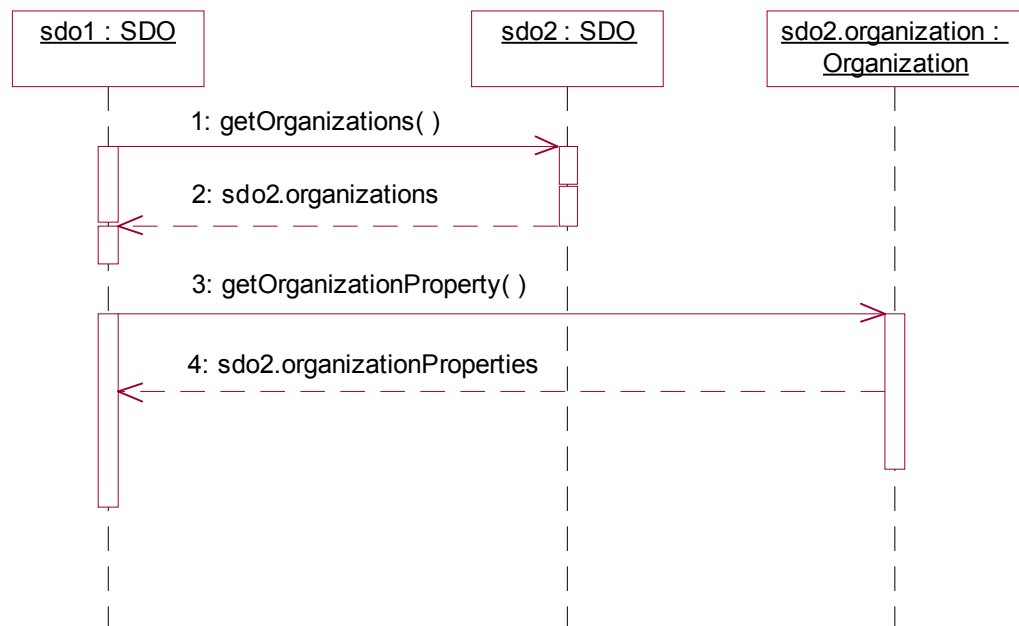 sdo1 : SDO
sdo2 : SDO
sdo2.organization :
Organization
1: getOrganizations( )
2: sdo2.organizations
3: getOrganizationProperty( )
4: sdo2.organizationProperties